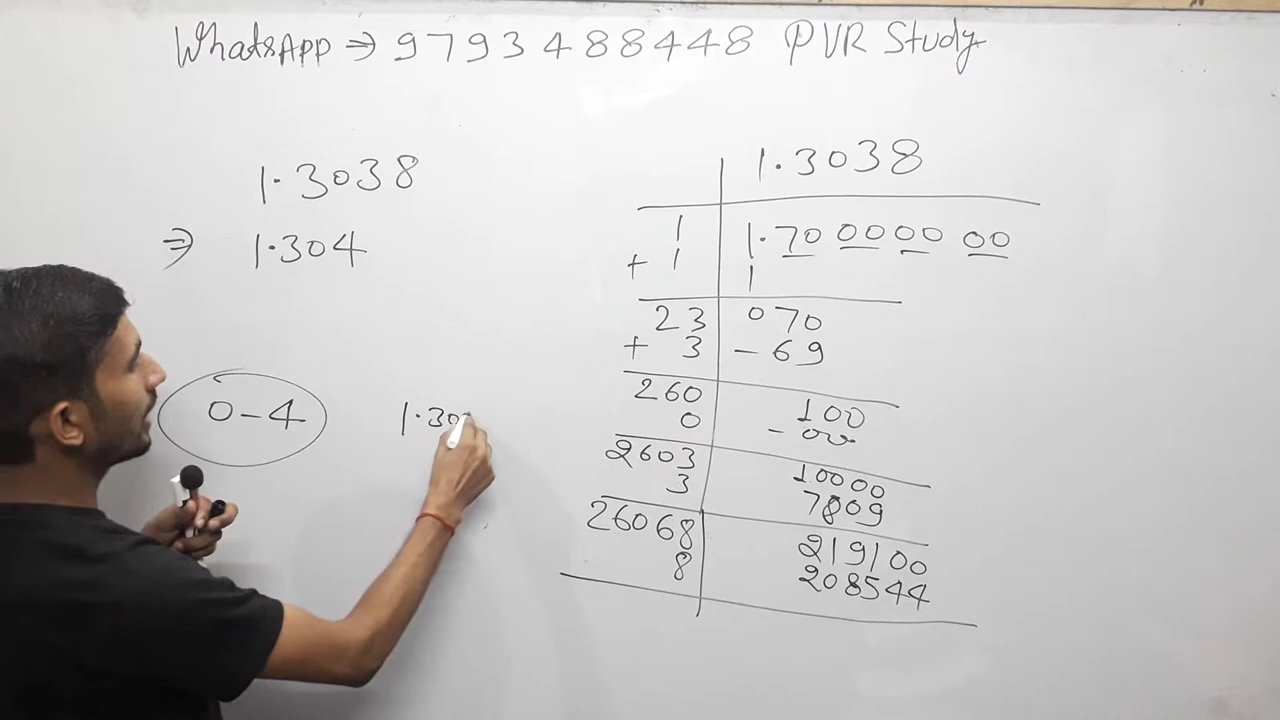 WhatsApp ⇒ 9793488448 PVR Study
1.3038
⇒ 1.304
0-4
1.30
1.3038
1 1.70 00 00 00
+ 1 1
23 070
+ 3 - 69
260 100
0 - 00
2603 10000
3 7809
26068 219100
8 208544